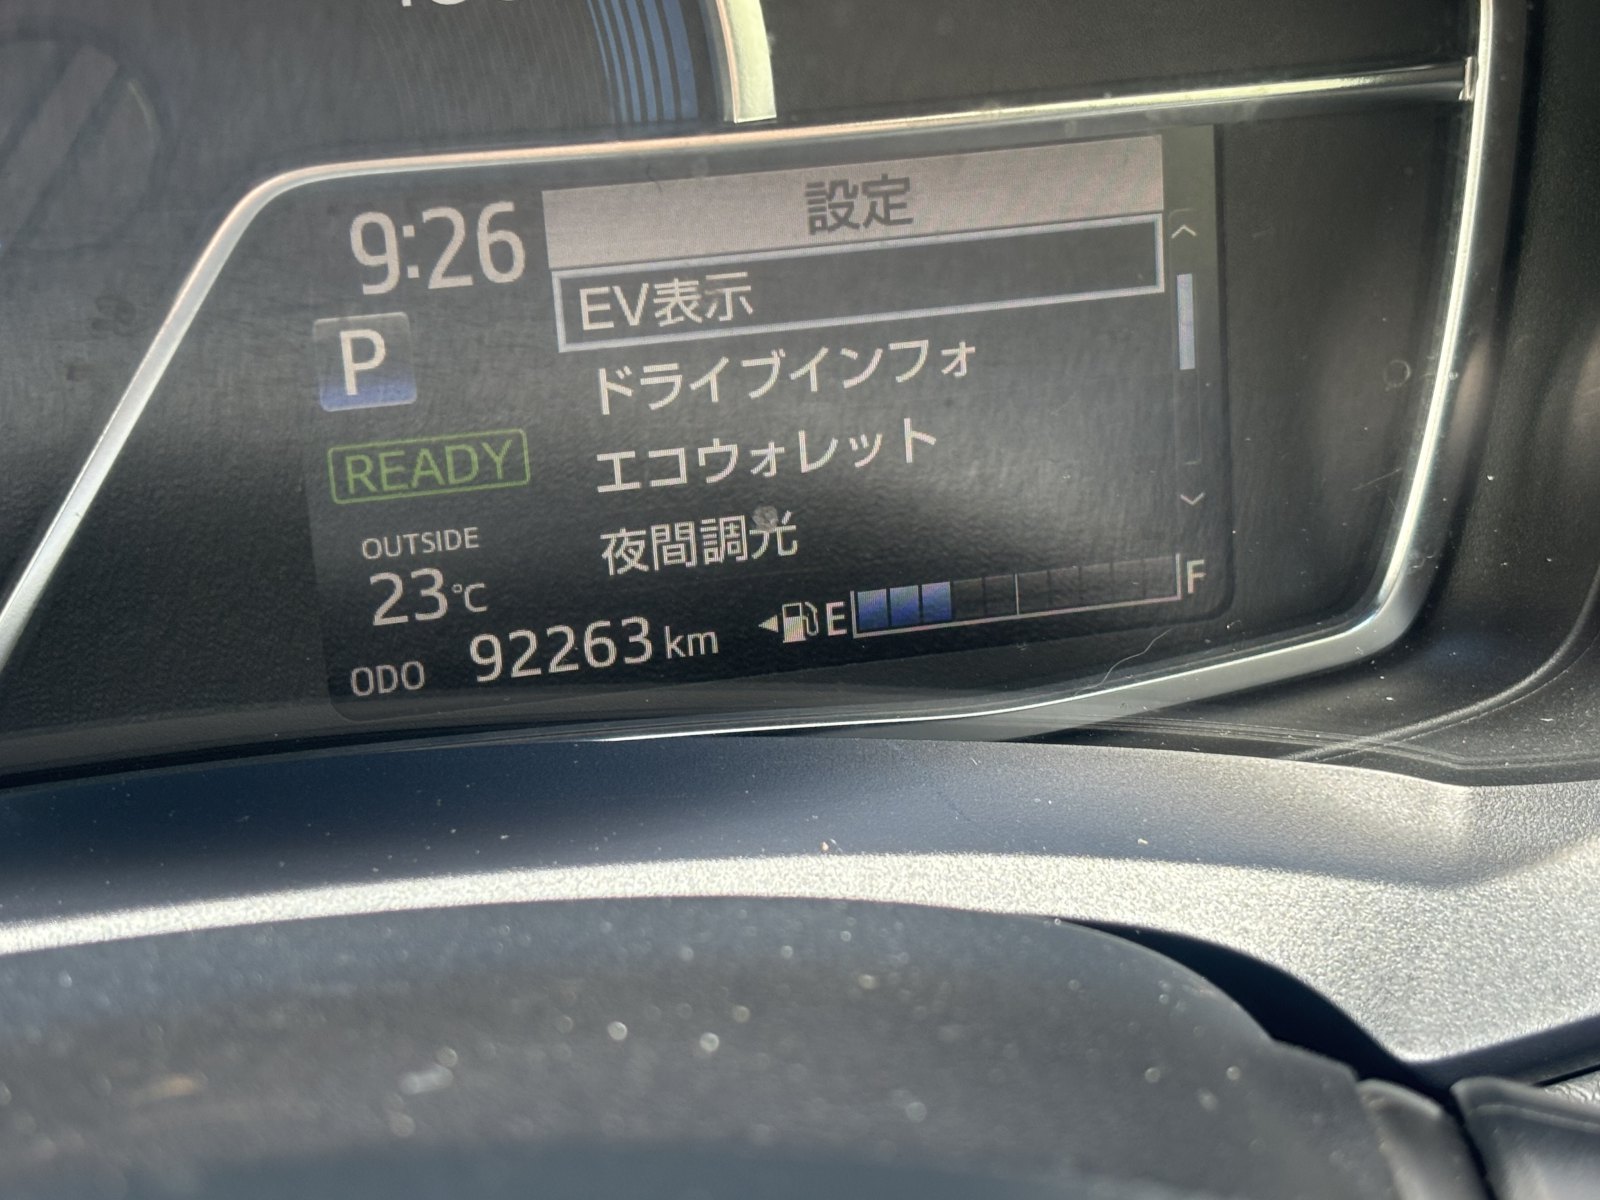 9:26
設定
EV表示
P
ドライブインフォ
READY
エコウォレット
OUTSIDE
夜間調光
23℃
ODO 92263 km
E F